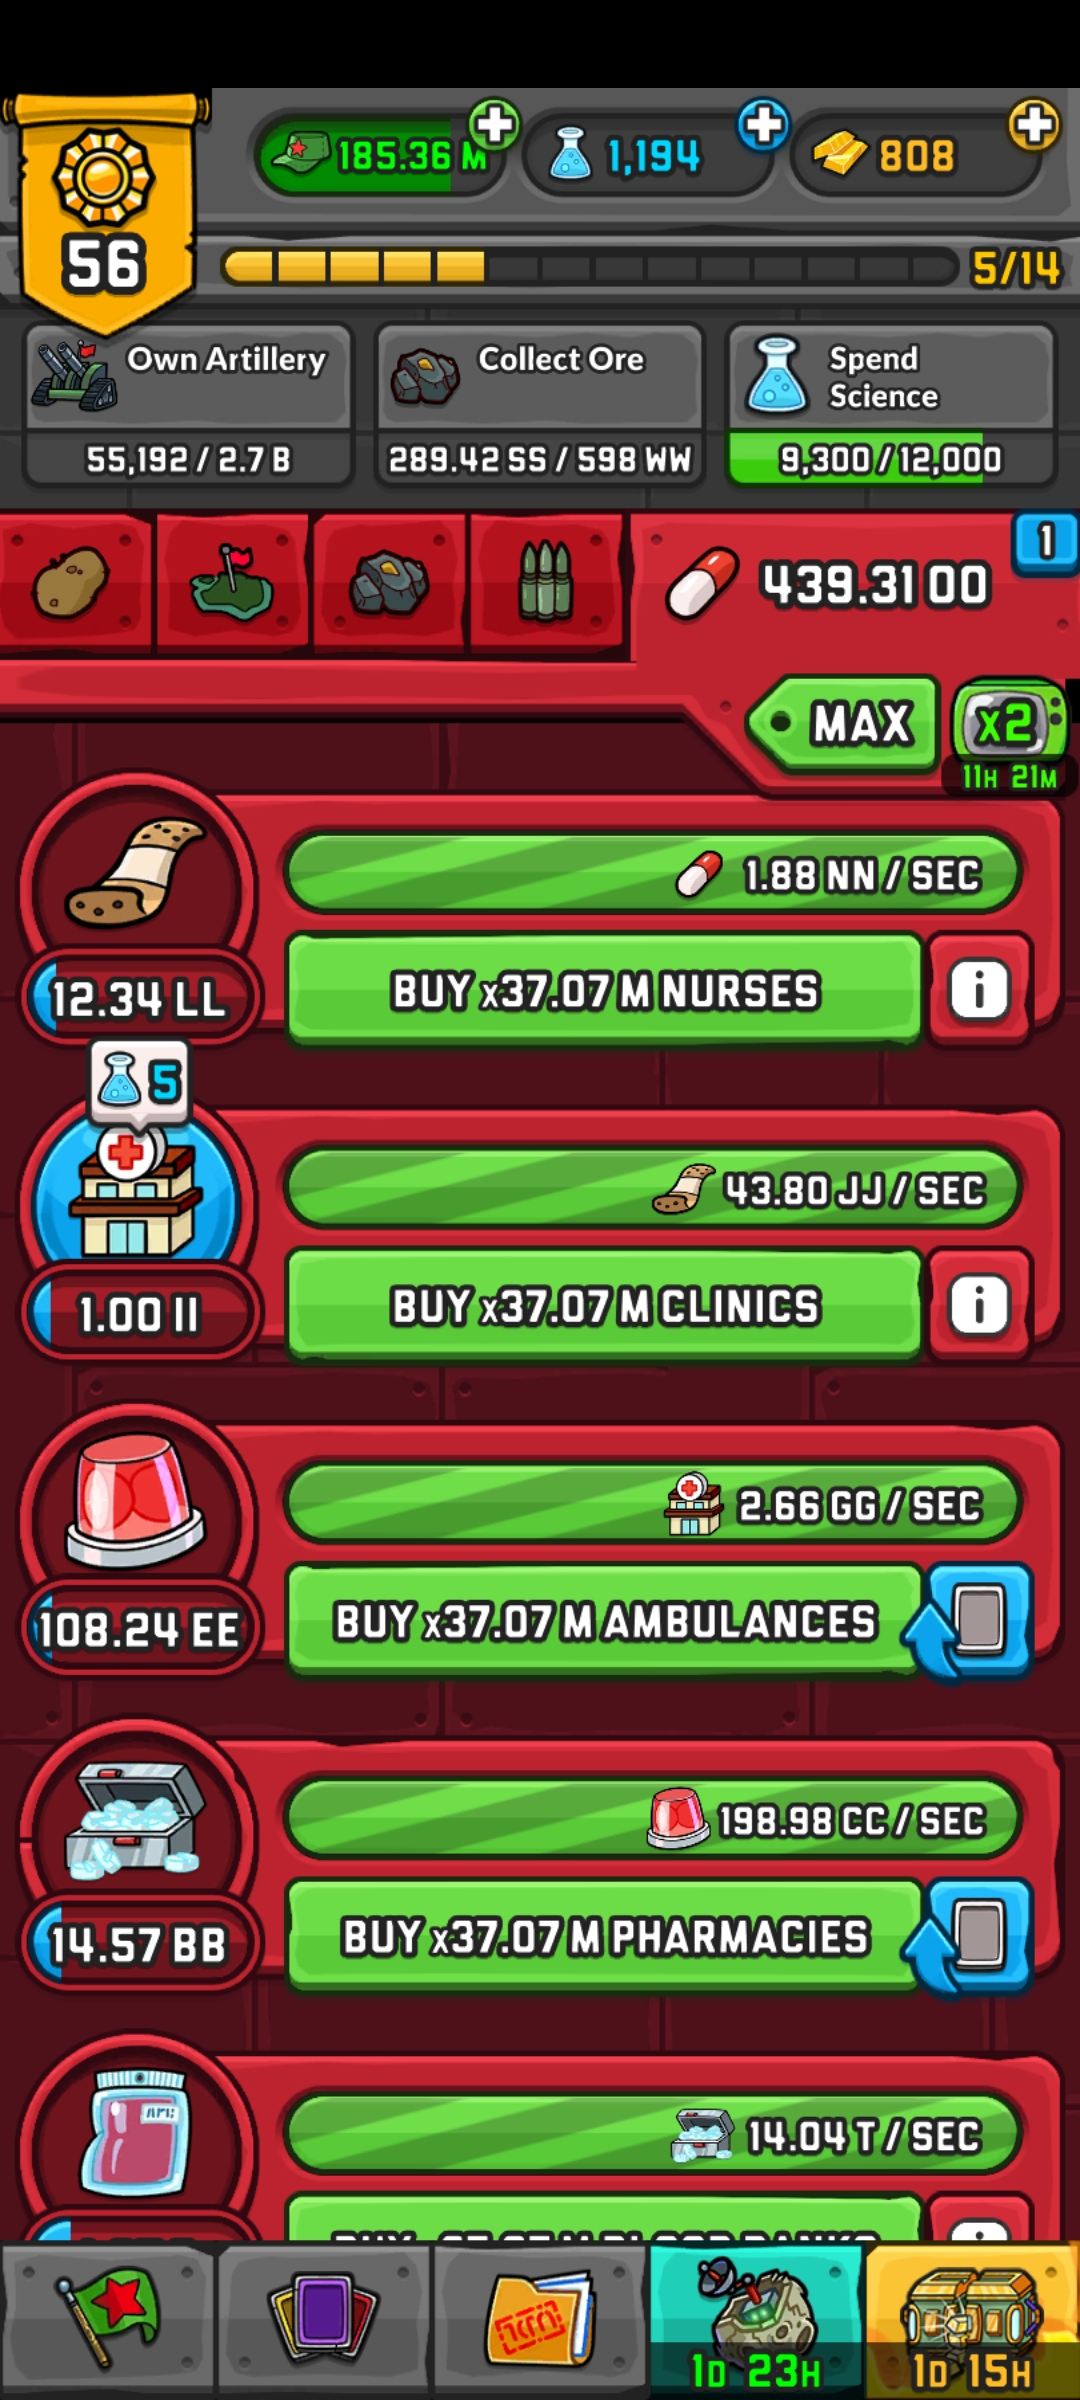 185.36 M
1,194
808
56
5/14
Own Artillery
55,192 / 2.7 B
Collect Ore
289.42 SS / 598 WW
Spend
Science
9,300 / 12,000
439.31 OO
1
MAX
x2
11H 21M
1.88 NN / SEC
12.34 LL
BUY x37.07 M NURSES
i
5
43.80 JJ / SEC
1.00 II
BUY x37.07 M CLINICS
i
2.66 GG / SEC
108.24 EE
BUY x37.07 M AMBULANCES
198.98 CC / SEC
14.57 BB
BUY x37.07 M PHARMACIES
14.04 T / SEC
1D 23H
1D 15H